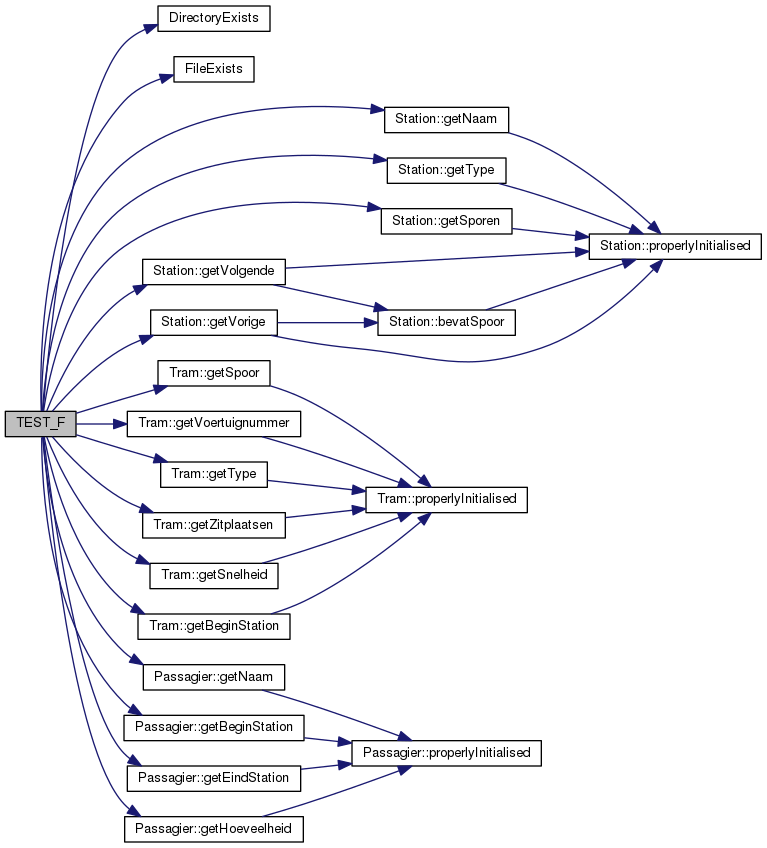 DirectoryExists
FileExists
Station::getNaam
Station::getType
Station::getSporen
Station::properlyInitialised
Station::getVolgende
Station::getVorige
Station::bevatSpoor
Tram::getSpoor
TEST_F
Tram::getVoertuignummer
Tram::getType
Tram::properlyInitialised
Tram::getZitplaatsen
Tram::getSnelheid
Tram::getBeginStation
Passagier::getNaam
Passagier::getBeginStation
Passagier::properlyInitialised
Passagier::getEindStation
Passagier::getHoeveelheid